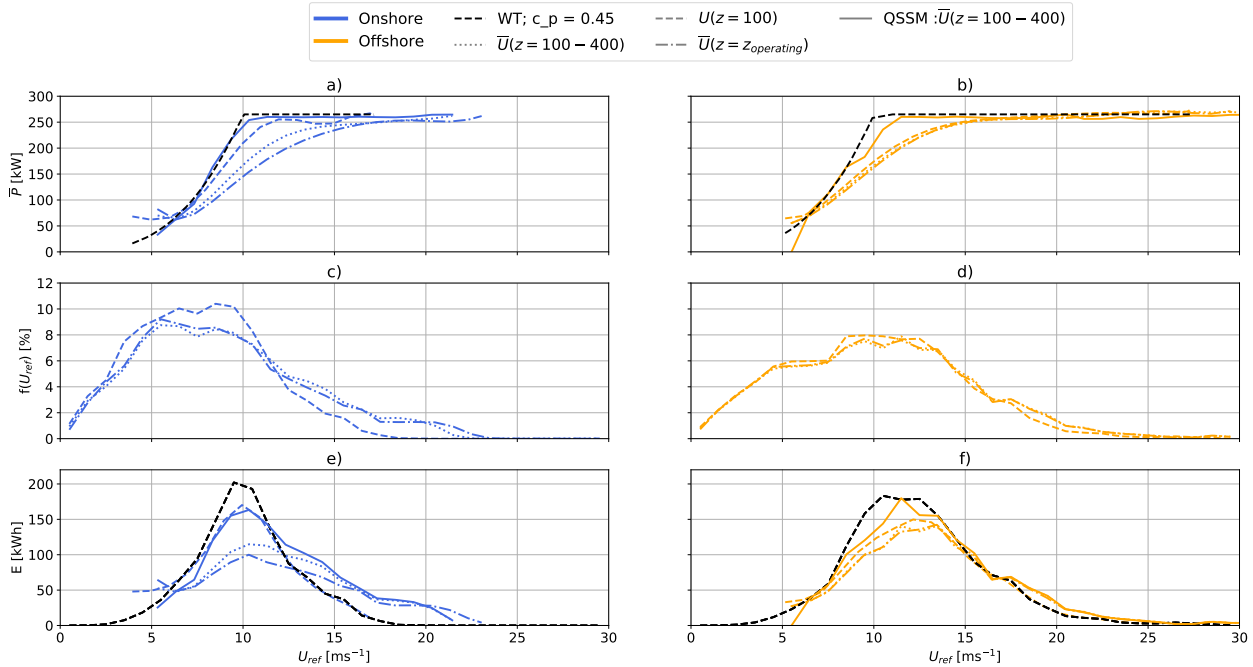 Onshore
Offshore
WT; c_p = 0.45
U̅(z = 100 − 400)
U(z = 100)
U̅(z = z_operating)
QSSM :U̅(z = 100 − 400)
a)
b)
300
250
200
150
100
50
0
P̅ [kW]
c)
d)
12
10
8
6
4
2
0
f(U_ref) [%]
e)
f)
200
150
100
50
0
E [kWh]
0 5 10 15 20 25 30
0 5 10 15 20 25 30
U_ref [ms⁻¹]
U_ref [ms⁻¹]